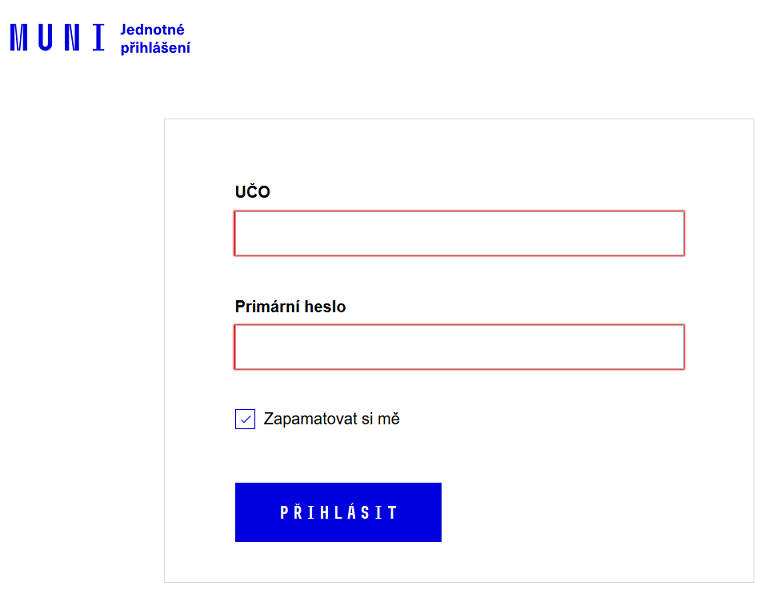 MUNI
Jednotné
přihlášení
UČO
Primární heslo
Zapamatovat si mě
PŘIHLÁSIT